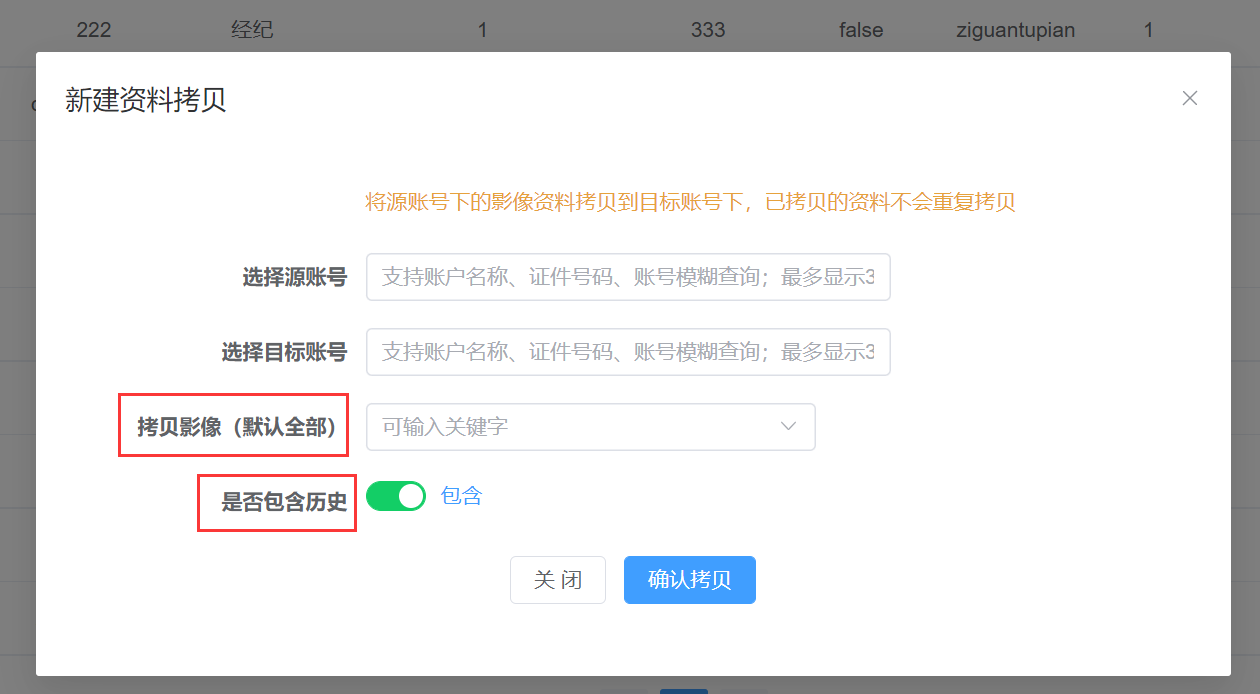 222 经纪 1 333 false ziguantupian 1
新建资料拷贝
将源账号下的影像资料拷贝到目标账号下，已拷贝的资料不会重复拷贝
选择源账号 支持账户名称、证件号码、账号模糊查询；最多显示3
选择目标账号 支持账户名称、证件号码、账号模糊查询；最多显示3
拷贝影像（默认全部） 可输入关键字
是否包含历史 包含
关 闭 确认拷贝